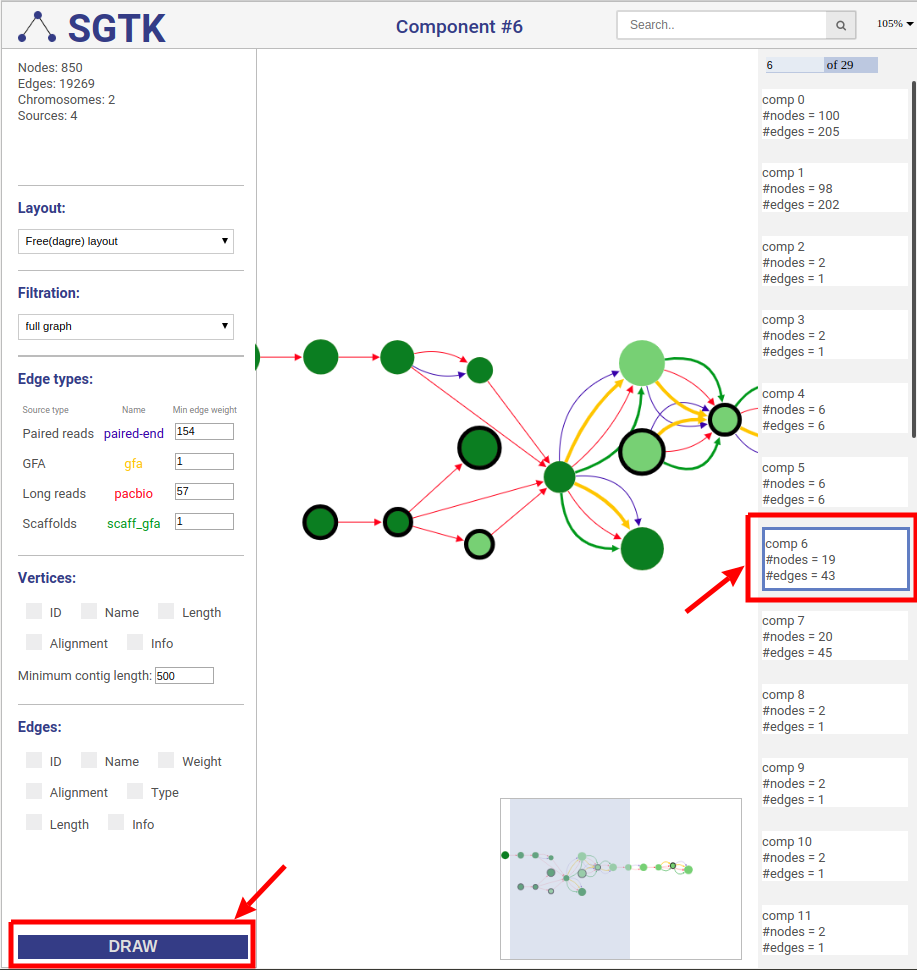 SGTK
Component #6
Search..
105%
Nodes: 850
Edges: 19269
Chromosomes: 2
Sources: 4
Layout:
Free(dagre) layout
Filtration:
full graph
Edge types:
Source type Name Min edge weight
Paired reads paired-end 154
GFA gfa 1
Long reads pacbio 57
Scaffolds scaff_gfa 1
Vertices:
ID Name Length
Alignment Info
Minimum contig length: 500
Edges:
ID Name Weight
Alignment Type
Length Info
DRAW
6 of 29
comp 0
#nodes = 100
#edges = 205
comp 1
#nodes = 98
#edges = 202
comp 2
#nodes = 2
#edges = 1
comp 3
#nodes = 2
#edges = 1
comp 4
#nodes = 6
#edges = 6
comp 5
#nodes = 6
#edges = 6
comp 6
#nodes = 19
#edges = 43
comp 7
#nodes = 20
#edges = 45
comp 8
#nodes = 2
#edges = 1
comp 9
#nodes = 2
#edges = 1
comp 10
#nodes = 2
#edges = 1
comp 11
#nodes = 2
#edges = 1